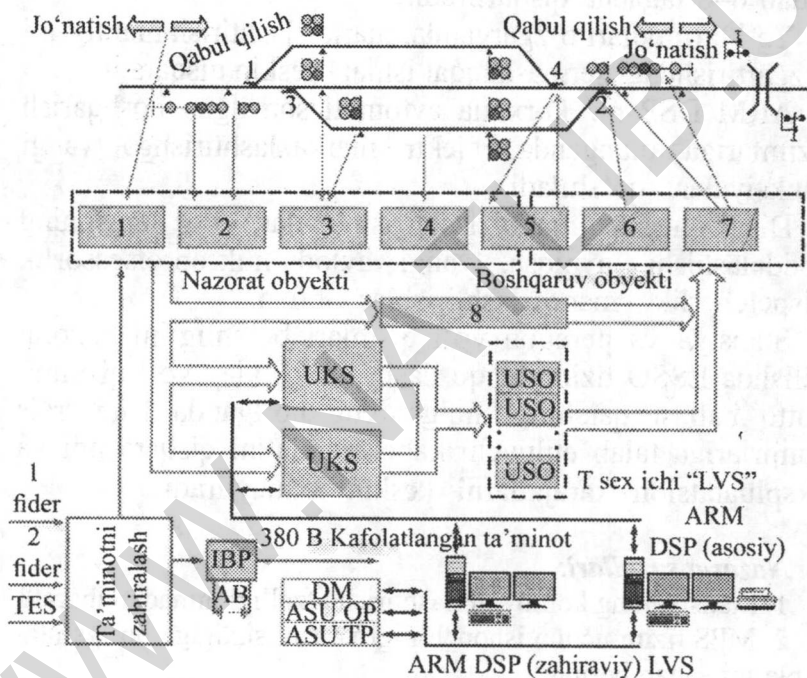 Jo‘natish
Qabul qilish
Qabul qilish
Jo‘natish
3
4
2
1
2
3
4
5
6
7
Nazorat obyekti
Boshqaruv obyekti
8
UKS
USO
USO
UKS
USO
T sex ichi “LVS”
1
fider
2
fider
TES
Ta’minotni
zahiralash
380 B Kafolatlangan ta’minot
ARM
DSP (asosiy)
IBP
AB
DM
ASU OP
ASU TP
ARM DSP (zahiraviy) LVS